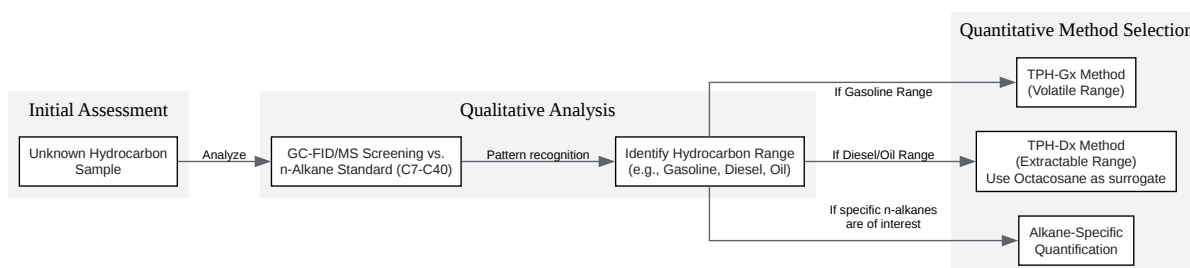 Quantitative Method Selection
TPH-Gx Method
(Volatile Range)
If Gasoline Range
Initial Assessment
Qualitative Analysis
Unknown Hydrocarbon
Sample
Analyze
GC-FID/MS Screening vs.
n-Alkane Standard (C7-C40)
Pattern recognition
Identify Hydrocarbon Range
(e.g., Gasoline, Diesel, Oil)
If Diesel/Oil Range
TPH-Dx Method
(Extractable Range)
Use Octacosane as surrogate
If specific n-alkanes
are of interest
Alkane-Specific
Quantification